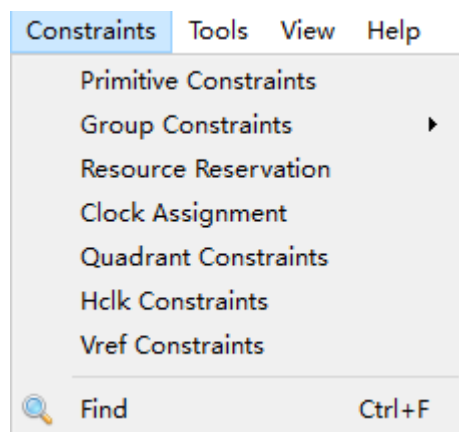 Constraints Tools View Help
Primitive Constraints
Group Constraints
Resource Reservation
Clock Assignment
Quadrant Constraints
Hclk Constraints
Vref Constraints
Find Ctrl+F